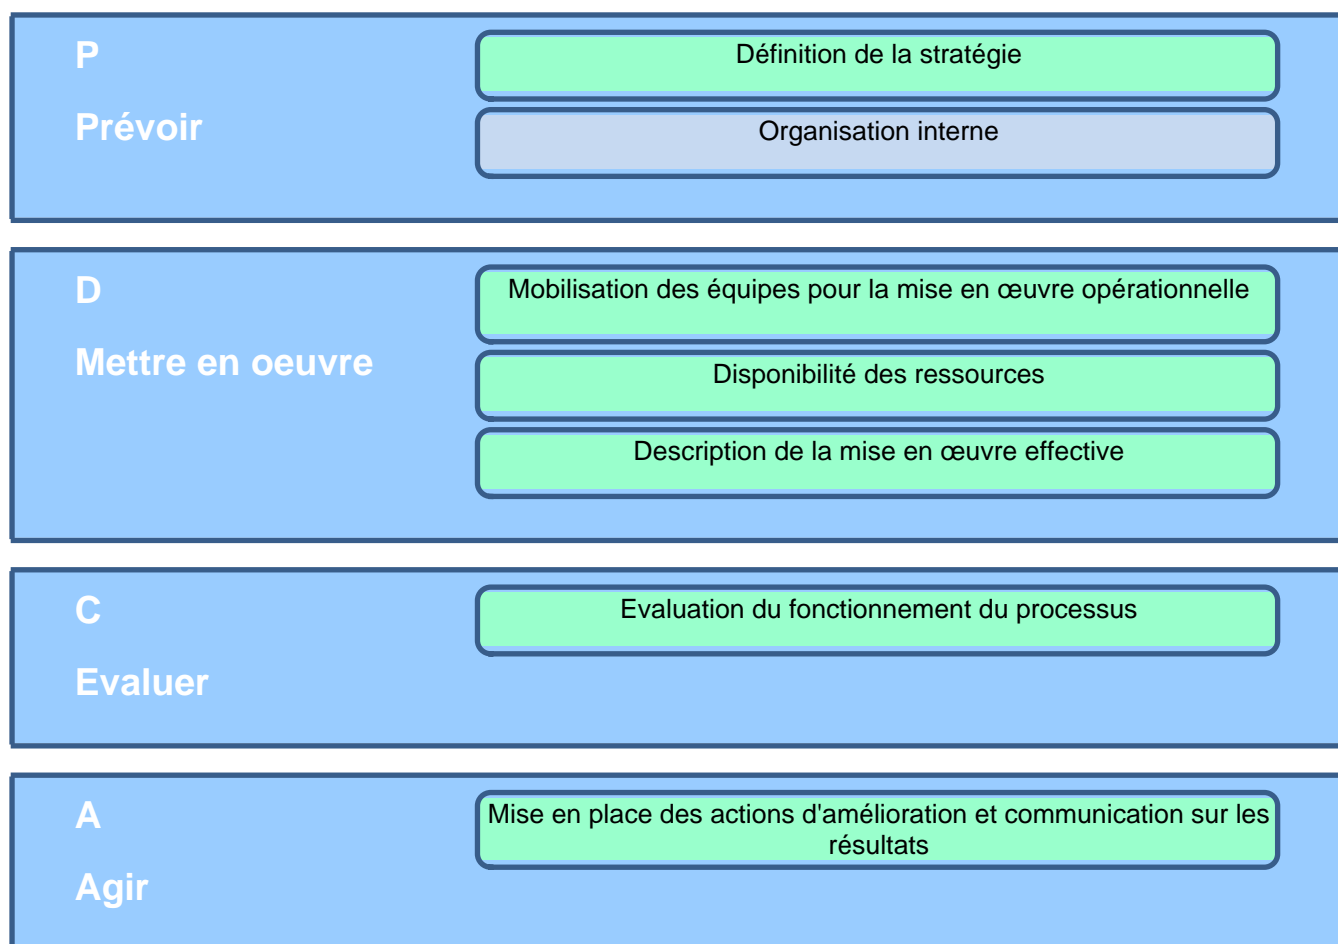 P
Prévoir
Définition de la stratégie
Organisation interne
D
Mettre en oeuvre
Mobilisation des équipes pour la mise en œuvre opérationnelle
Disponibilité des ressources
Description de la mise en œuvre effective
C
Evaluer
Evaluation du fonctionnement du processus
A
Agir
Mise en place des actions d'amélioration et communication sur les
résultats